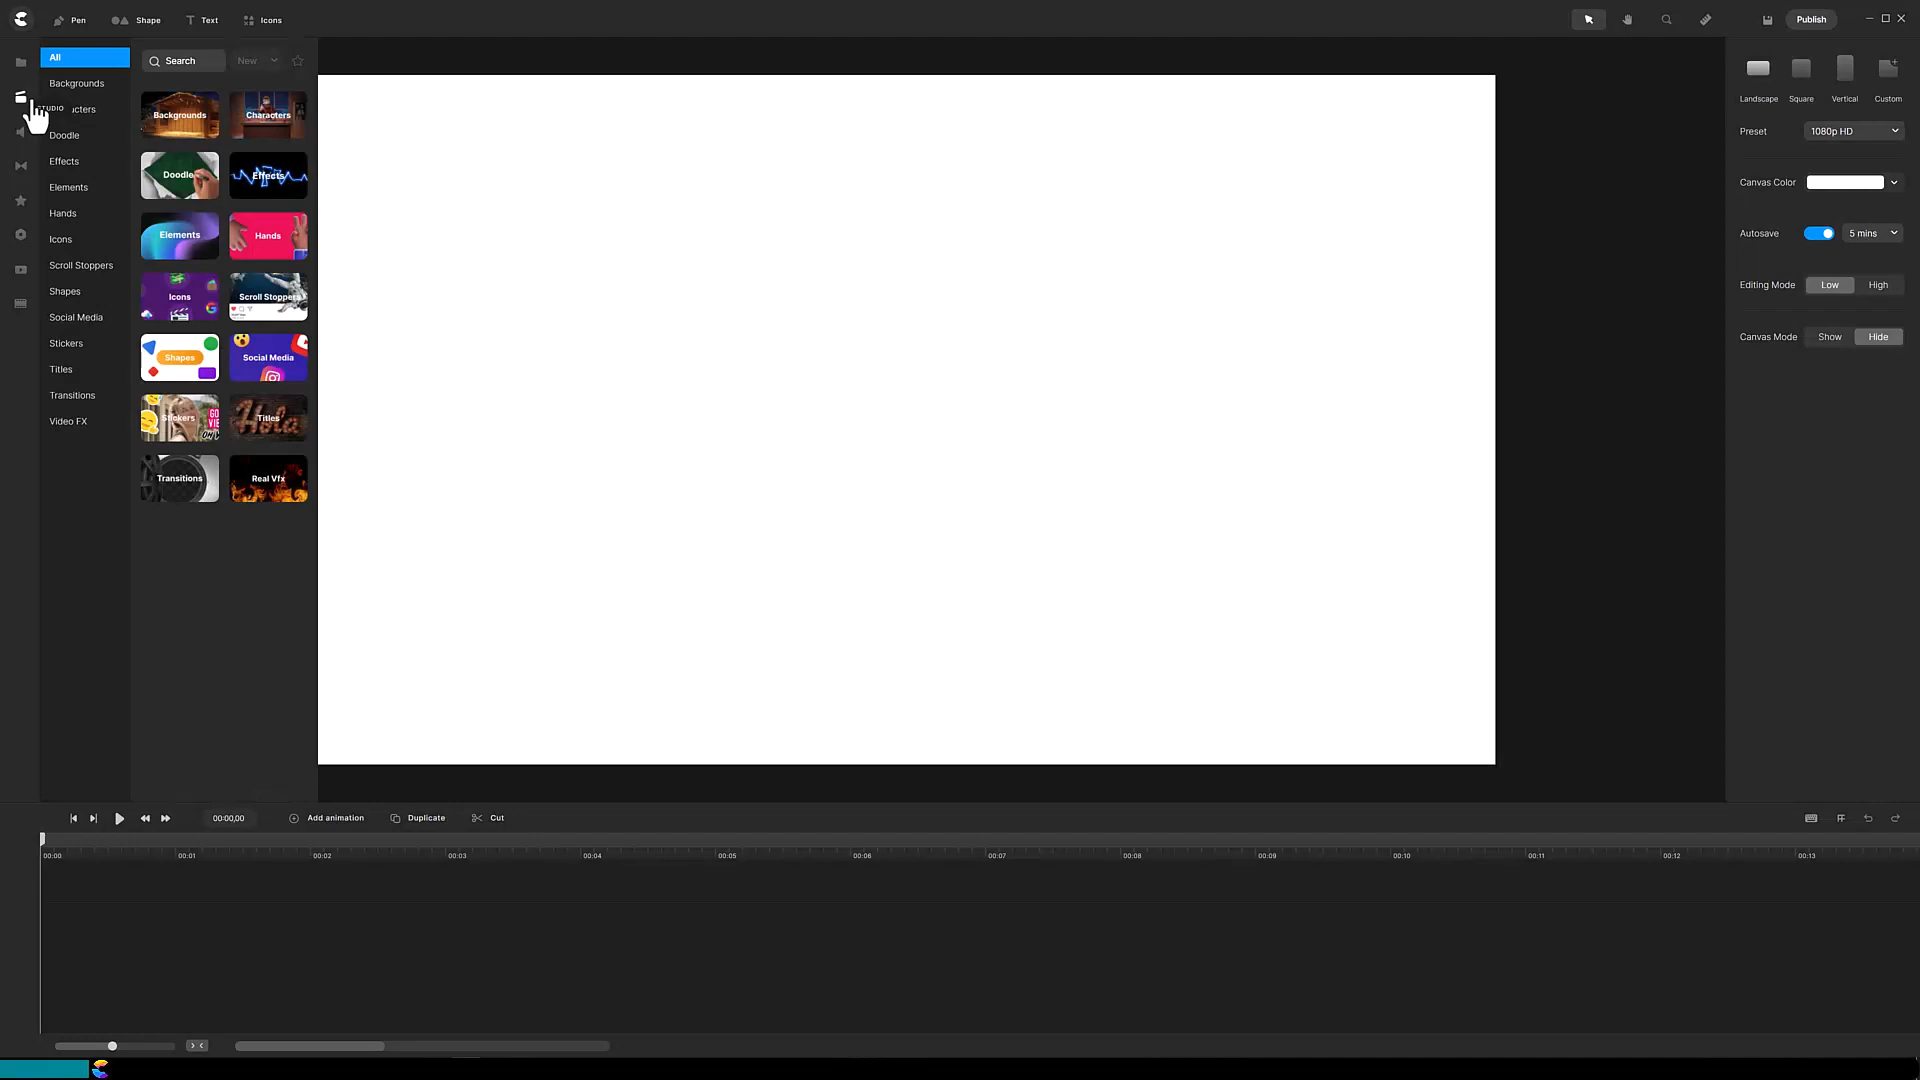 Pen
Shape
Text
Icons
Publish
All
Backgrounds
Doodle
Effects
Elements
Hands
Icons
Scroll Stoppers
Shapes
Social Media
Stickers
Titles
Transitions
Video FX
Search
New
Backgrounds
Characters
Doodle
Effects
Elements
Hands
Icons
Scroll Stoppers
Shapes
Social Media
Stickers
Titles
Transitions
Real Vfx
Landscape
Square
Vertical
Custom
Preset
1080p HD
Canvas Color
Autosave
5 mins
Editing Mode
Low
High
Canvas Mode
Show
Hide
00:00,00
Add animation
Duplicate
Cut
00:00
00:01
00:02
00:03
00:04
00:05
00:06
00:07
00:08
00:09
00:10
00:11
00:12
00:13